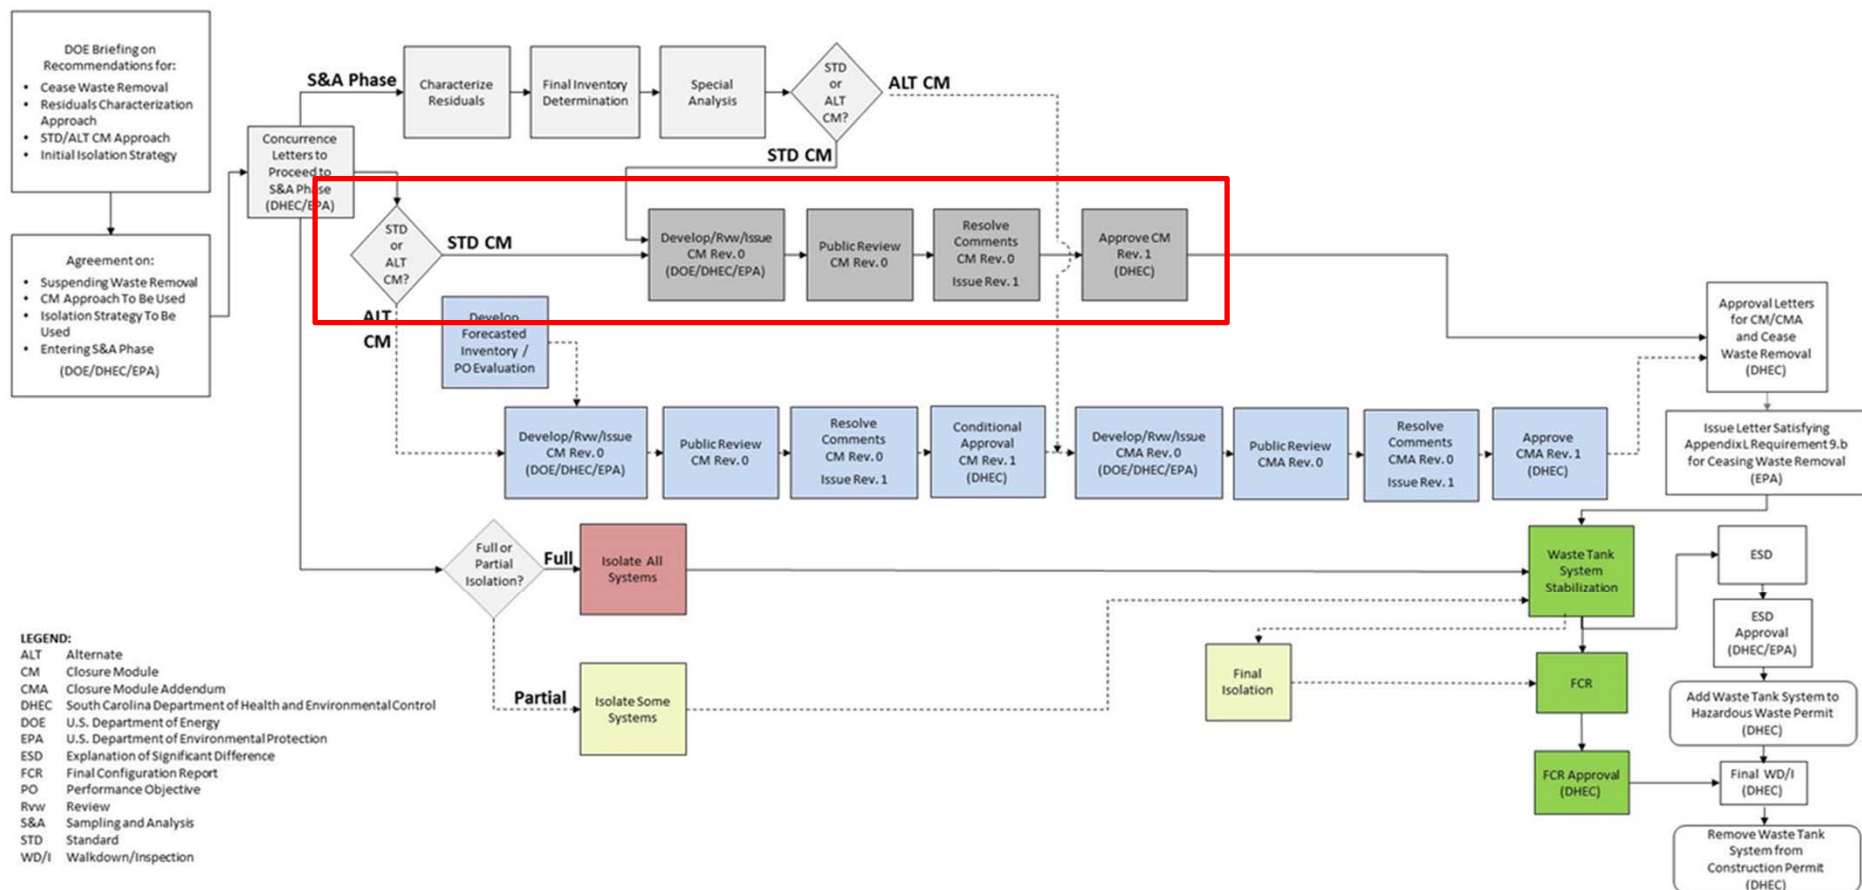 DOE Briefing on
Recommendations for:
• Cease Waste Removal
• Residuals Characterization
Approach
• STD/ALT CM Approach
• Initial Isolation Strategy
Agreement on:
• Suspending Waste Removal
• CM Approach To Be Used
• Isolation Strategy To Be
Used
• Entering S&A Phase
(DOE/DHEC/EPA)
Concurrence
Letters to
Proceed to
S&A Phase
(DHEC/EPA)
S&A Phase
Characterize
Residuals
Final Inventory
Determination
Special
Analysis
STD
or
ALT
CM?
ALT CM
STD CM
STD
or
ALT
CM?
STD CM
Develop/Rvw/Issue
CM Rev. 0
(DOE/DHEC/EPA)
Public Review
CM Rev. 0
Resolve
Comments
CM Rev. 0
Issue Rev. 1
Approve CM
Rev. 1
(DHEC)
ALT
CM
Develop
Forecasted
Inventory /
PO Evaluation
Develop/Rvw/Issue
CM Rev. 0
(DOE/DHEC/EPA)
Public Review
CM Rev. 0
Resolve
Comments
CM Rev. 0
Issue Rev. 1
Conditional
Approval
CM Rev. 1
(DHEC)
Develop/Rvw/Issue
CMA Rev. 0
(DOE/DHEC/EPA)
Public Review
CMA Rev. 0
Resolve
Comments
CMA Rev. 0
Issue Rev. 1
Approve
CMA Rev. 1
(DHEC)
Approval Letters
for CM/CMA
and Cease
Waste Removal
(DHEC)
Issue Letter Satisfying
Appendix L Requirement 9.b
for Ceasing Waste Removal
(EPA)
Full or
Partial
Isolation?
Full
Isolate All
Systems
Partial
Isolate Some
Systems
Waste Tank
System
Stabilization
Final
Isolation
FCR
FCR Approval
(DHEC)
ESD
ESD
Approval
(DHEC/EPA)
Add Waste Tank System to
Hazardous Waste Permit
(DHEC)
Final WD/I
(DHEC)
Remove Waste Tank
System from
Construction Permit
(DHEC)
LEGEND:
ALT Alternate
CM Closure Module
CMA Closure Module Addendum
DHEC South Carolina Department of Health and Environmental Control
DOE U.S. Department of Energy
EPA U.S. Department of Environmental Protection
ESD Explanation of Significant Difference
FCR Final Configuration Report
PO Performance Objective
Rvw Review
S&A Sampling and Analysis
STD Standard
WD/I Walkdown/Inspection